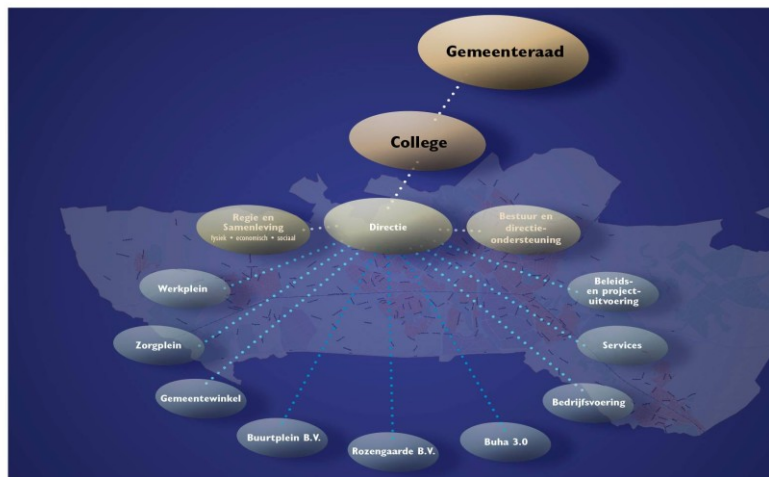 Gemeenteraad
College
Regie en
Samenleving
fysiek • economisch • sociaal
Directie
Bestuur en
directie-
ondersteuning
Werkplein
Beleids-
en project-
uitvoering
Zorgplein
Services
Gemeentewinkel
Bedrijfsvoering
Buurtplein B.V.
Rozengaarde B.V.
Buha 3.0